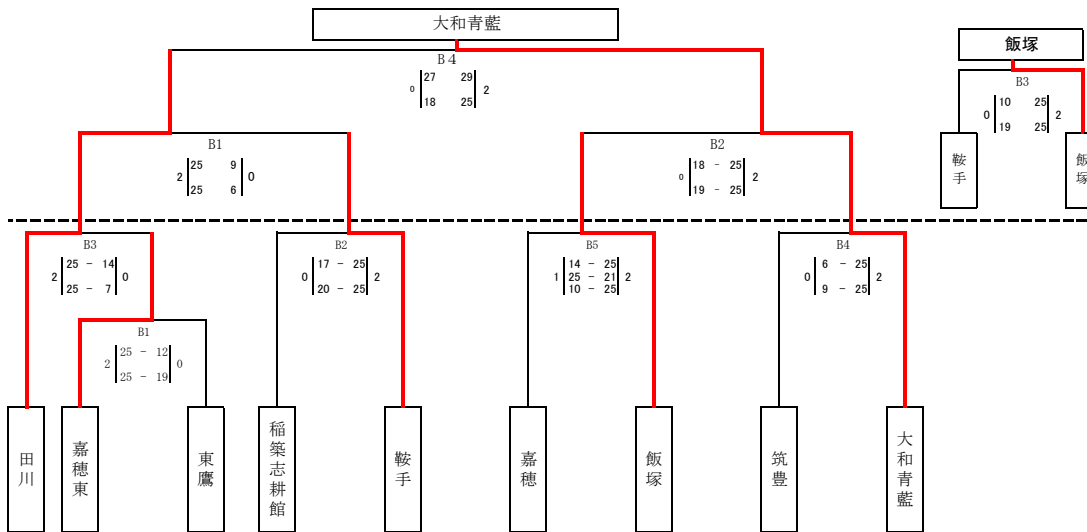 大和青藍
飯塚
B4
27 29
0 2
18 25
B3
10 25
0 2
19 25
鞍手
飯塚
B1
25 9
2 0
25 6
B2
18 - 25
0 2
19 - 25
B3
25 - 14
2 0
25 - 7
B2
17 - 25
0 2
20 - 25
B5
14 - 25
1 25 - 21 2
10 - 25
B4
6 - 25
0 2
9 - 25
B1
25 - 12
2 0
25 - 19
田川
嘉穂東
東鷹
稲築志耕館
鞍手
嘉穂
飯塚
筑豊
大和青藍